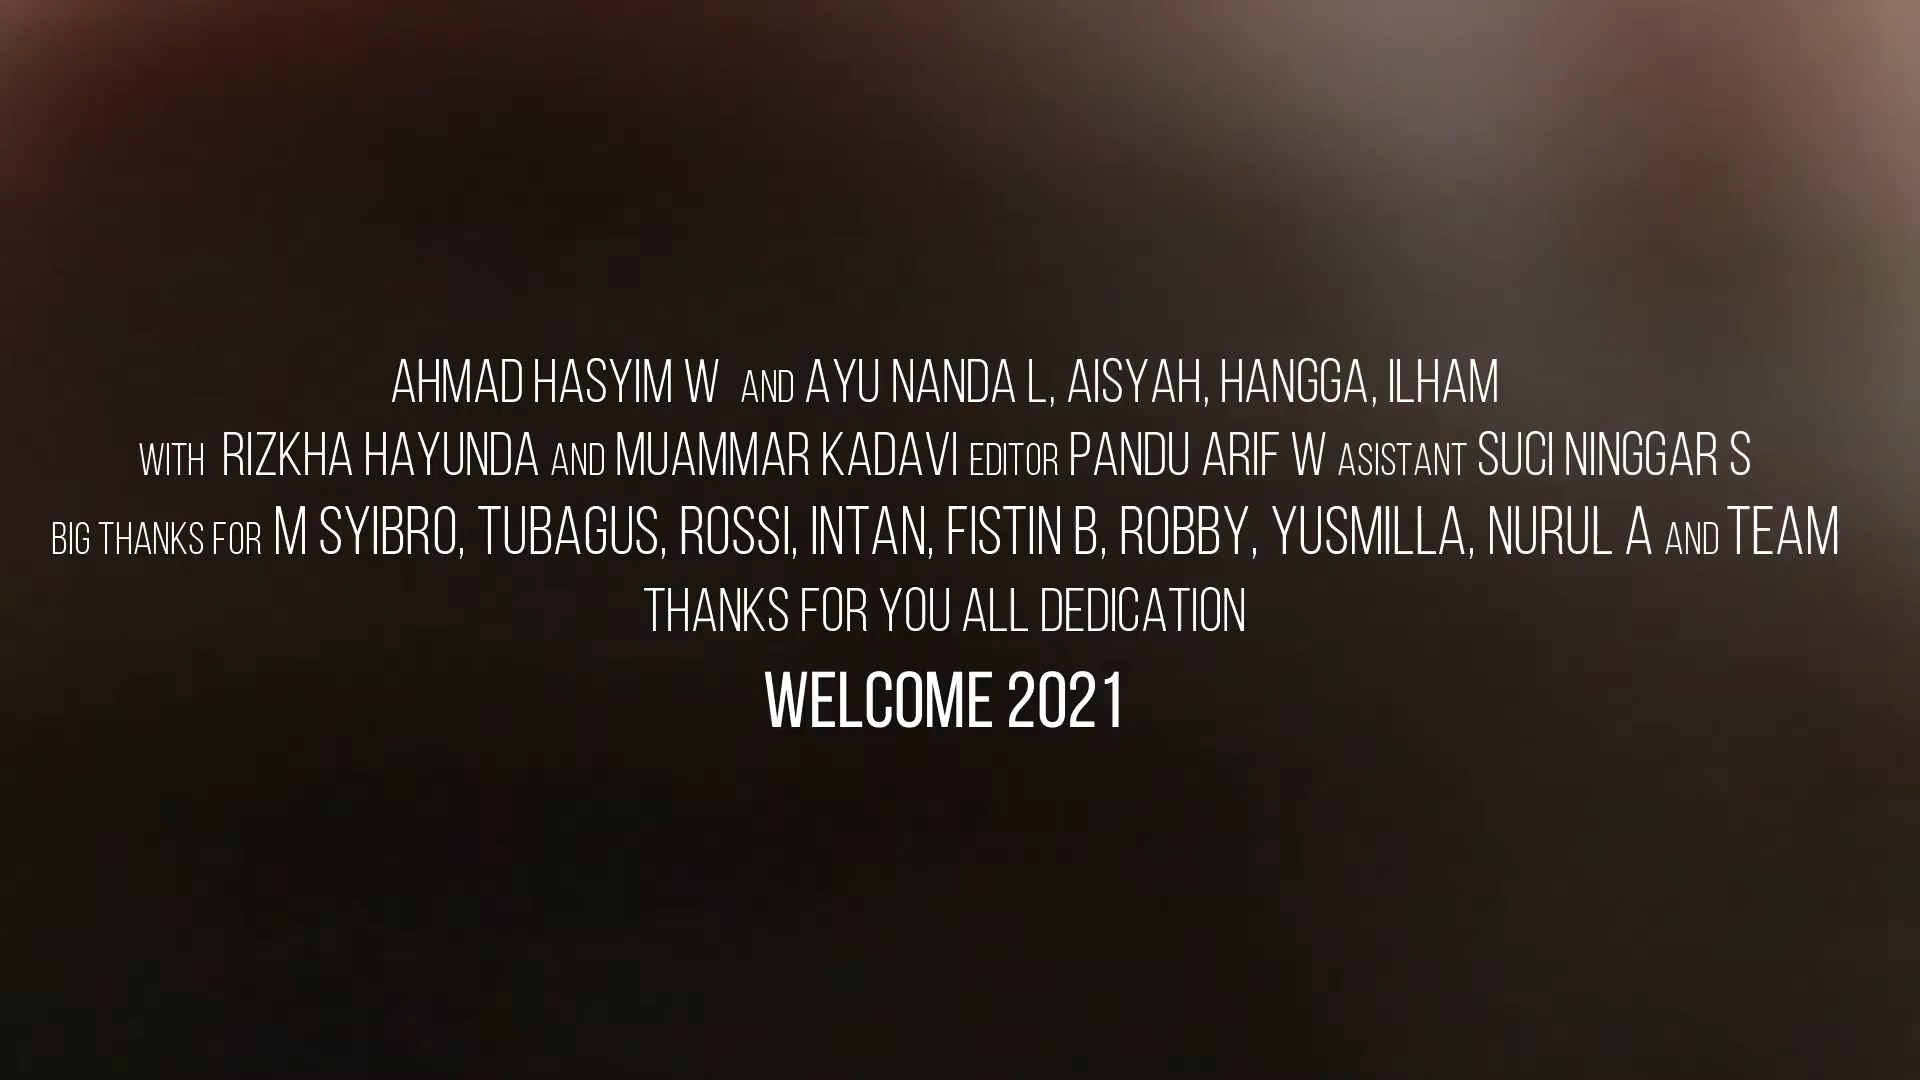 AHMAD HASYIM W AND AYU NANDA L, AISYAH, HANGGA, ILHAM
WITH RIZKHA HAYUNDA AND MUAMMAR KADAVI EDITOR PANDU ARIF W ASISTANT SUCI NINGGAR S
BIG THANKS FOR M SYIBRO, TUBAGUS, ROSSI, INTAN, FISTIN B, ROBBY, YUSMILLA, NURUL A AND TEAM
THANKS FOR YOU ALL DEDICATION
WELCOME 2021